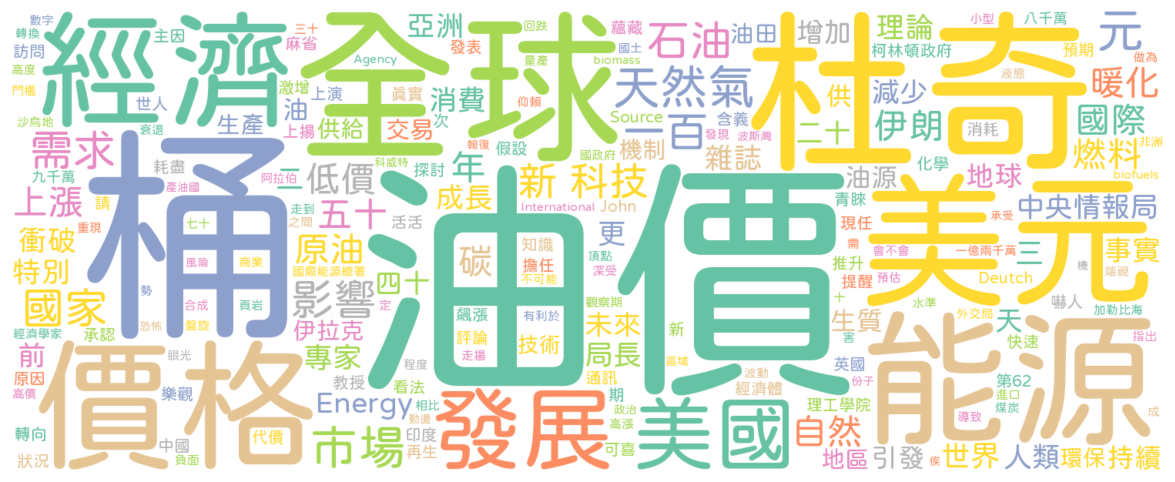 數字
轉換
訪問
高度
門檻
沙烏地
主因
經濟
世人
衰退
三十
麻省
激增
上演
油
上揚
生產
全球
回跌
Agency
亞洲
發表
眞實
消費
供給
次
交易
仰賴
量產
蘊藏
國土
biomass
石油
油田
天然氣
Source
一百
含義
發現
波斯灣
機制
雜誌
增加
供
二十
杜奇
理論
柯林頓政府
減少
伊朗
化學
小型
預期
液態
消耗
八千萬
做為
元
暖化
國際
非洲
燃料
biofuels
需求
九千萬
耗盡
阿拉伯
產油國
上漲
請
重現
二
低價
科威特
報復
假設
探討
年
成長
新
科技
國政府
International
John
油源
青睞
地球
現任
承受
中央情報局
桶
油價
美元
衝破
特別
國家
七十
走到
之間
五十
活活
原油
風險
商業
國際能源總署
勢
合成
頁岩
定
盤旋
恐怖
影響
四十
伊拉克
飆漲
更
碳
知識
擔任
不可能
頂點
深受
觀察期
有利於
評論
走揚
技術
未來
局長
新
區域
會不會
一億兩千萬
三
事實
需
推升
提醒
Deutch
機
端視
預估
十
水準
嚇人
加勒比海
生質
外交局
害
天
快速
指出
經濟學家
承認
前
原因
高價
眼光
樂觀
價格
專家
程度
教授
看法
通訊
期
波動
經濟體
英國
份子
能源
第62
進口
煤炭
導致
成
轉向
狀況
中國
負面
代價
Energy
市場
動盪
相比
印度
再生
發展
政治
高漲
可喜
美國
理工學院
自然
地區
引發
俟
世界
人類
環保
持續